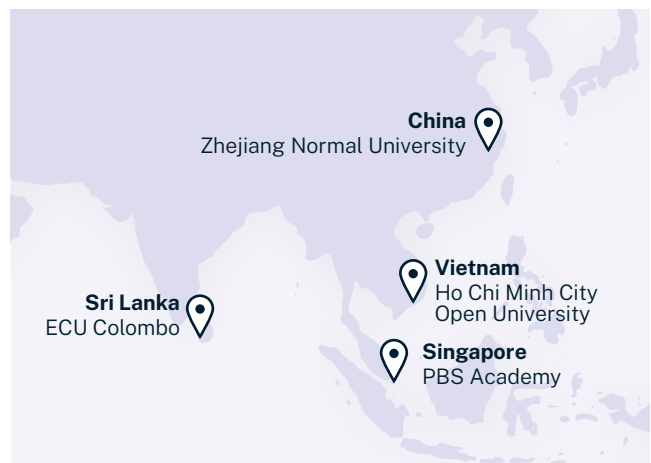 China
Zhejiang Normal University
Vietnam
Ho Chi Minh City
Open University
Sri Lanka
ECU Colombo
Singapore
PBS Academy